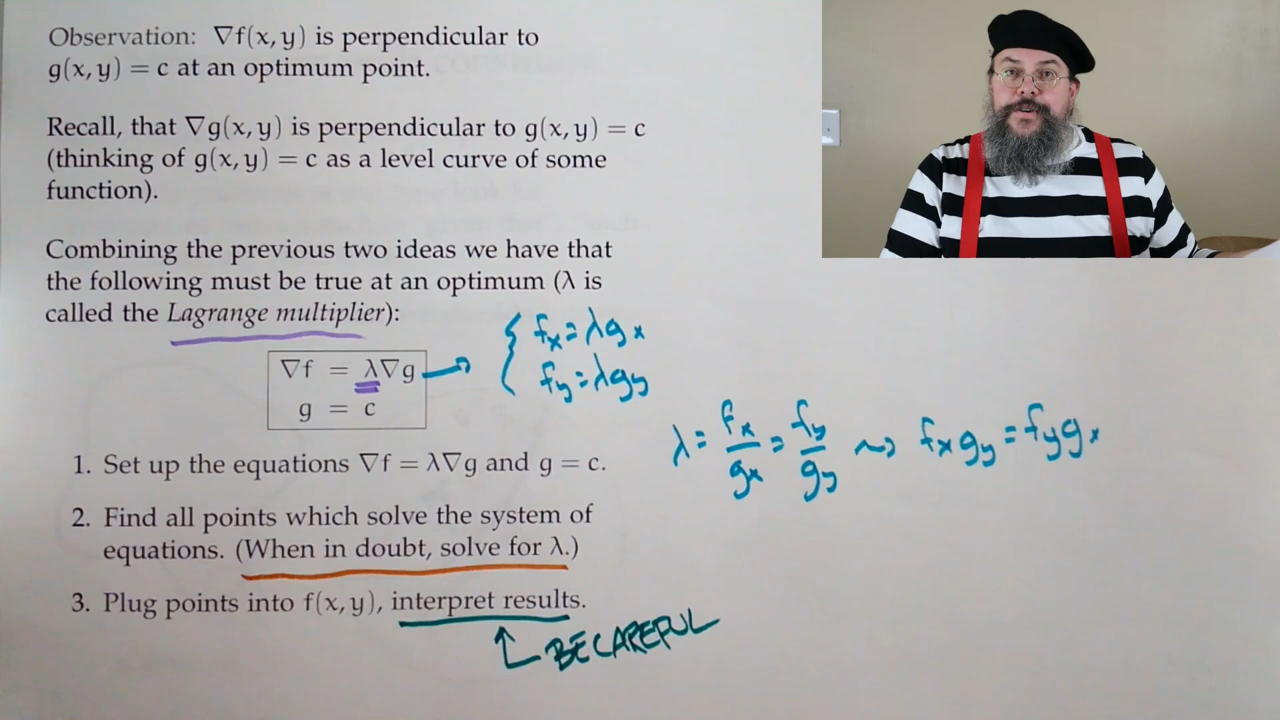 Observation: ∇f(x, y) is perpendicular to
g(x, y) = c at an optimum point.
Recall, that ∇g(x, y) is perpendicular to g(x, y) = c
(thinking of g(x, y) = c as a level curve of some
function).
Combining the previous two ideas we have that
the following must be true at an optimum (λ is
called the Lagrange multiplier):
∇f = λ∇g
g = c
fx = λgx
fy = λgy
λ = fx/gx = fy/gy ⇝ fxgy = fygx
1. Set up the equations ∇f = λ∇g and g = c.
2. Find all points which solve the system of
equations. (When in doubt, solve for λ.)
3. Plug points into f(x, y), interpret results.
BE CAREFUL